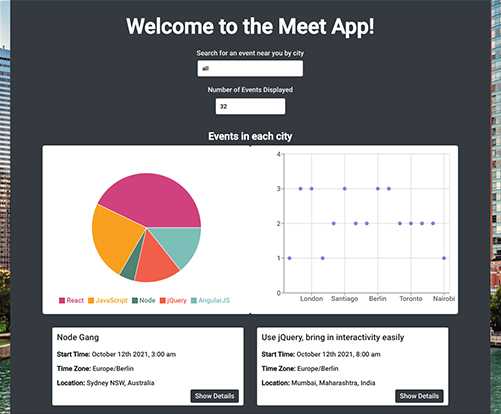 Welcome to the Meet App!
Search for an event near you by city
all
Number of Events Displayed
32
Events in each city
4
3
2
1
0
London Santiago Berlin Toronto Nairobi
React JavaScript Node jQuery AngularJS
Node Gang
Start Time: October 12th 2021, 3:00 am
Time Zone: Europe/Berlin
Location: Sydney NSW, Australia
Show Details
Use jQuery, bring in interactivity easily
Start Time: October 12th 2021, 8:00 am
Time Zone: Europe/Berlin
Location: Mumbai, Maharashtra, India
Show Details